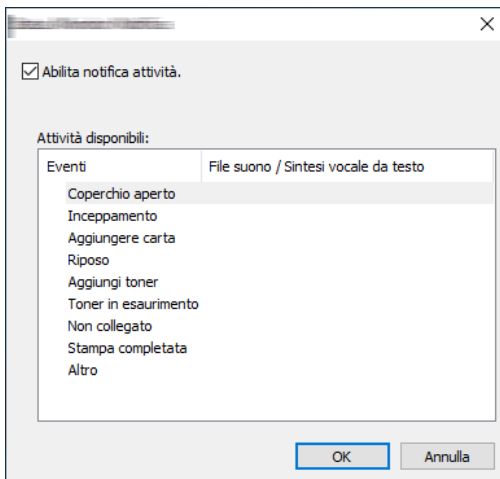 Abilita notifica attività.
Attività disponibili:
Eventi File suono / Sintesi vocale da testo
Coperchio aperto
Inceppamento
Aggiungere carta
Riposo
Aggiungi toner
Toner in esaurimento
Non collegato
Stampa completata
Altro
OK Annulla